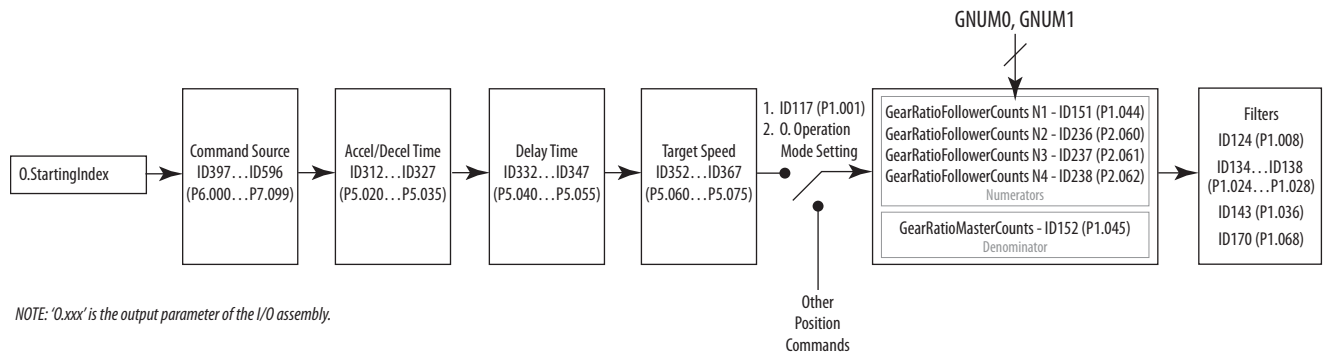 GNUM0, GNUM1
O.StartingIndex
Command Source
ID397...ID596
(P6.000...P7.099)
Accel/Decel Time
ID312...ID327
(P5.020...P5.035)
Delay Time
ID332...ID347
(P5.040...P5.055)
Target Speed
ID352...ID367
(P5.060...P5.075)
1. ID117 (P1.001)
2. O. Operation
Mode Setting
Other
Position
Commands
GearRatioFollowerCounts N1 - ID151 (P1.044)
GearRatioFollowerCounts N2 - ID236 (P2.060)
GearRatioFollowerCounts N3 - ID237 (P2.061)
GearRatioFollowerCounts N4 - ID238 (P2.062)
Numerators
GearRatioMasterCounts - ID152 (P1.045)
Denominator
Filters
ID124 (P1.008)
ID134...ID138
(P1.024...P1.028)
ID143 (P1.036)
ID170 (P1.068)
NOTE: 'O.xxx' is the output parameter of the I/O assembly.